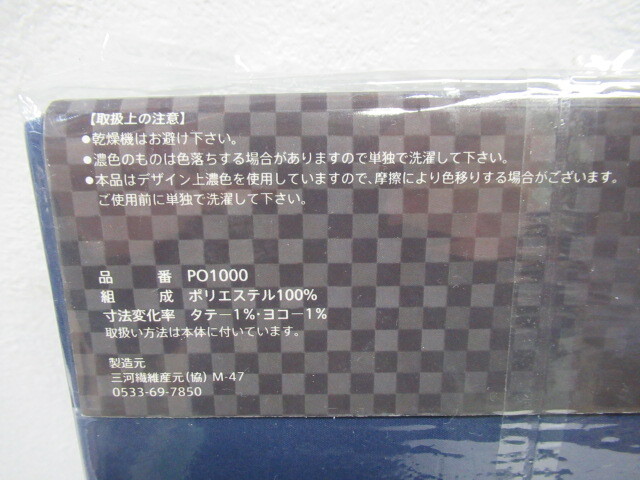 【取扱上の注意】
●乾燥機はお避け下さい。
●濃色のものは色落ちする場合がありますので単独で洗濯して下さい。
●本品はデザイン上濃色を使用していますので、摩擦により色移りする場合がございます。
ご使用前に単独で洗濯して下さい。
品番 PO1000
組成 ポリエステル100%
寸法変化率 タテー1%・ヨコー1%
取扱い方法は本体に付いています。
製造元
三河繊維産元(協) M-47
0533-69-7850